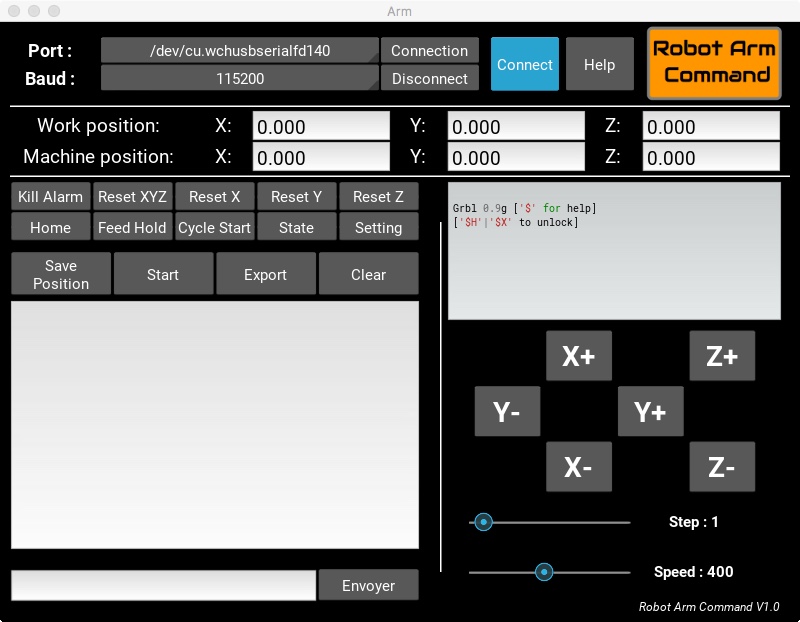 Arm
Port :
/dev/cu.wchusbserialfd140
Connection
Connect
Help
Robot Arm
Command
Baud :
115200
Disconnect
Work position: X: 0.000 Y: 0.000 Z: 0.000
Machine position: X: 0.000 Y: 0.000 Z: 0.000
Kill Alarm Reset XYZ Reset X Reset Y Reset Z
Home Feed Hold Cycle Start State Setting
Save
Position
Start
Export
Clear
Grbl 0.9g ['$' for help]
['$H'|'$X' to unlock]
X+
Z+
Y-
Y+
X-
Z-
Step : 1
Speed : 400
Envoyer
Robot Arm Command V1.0